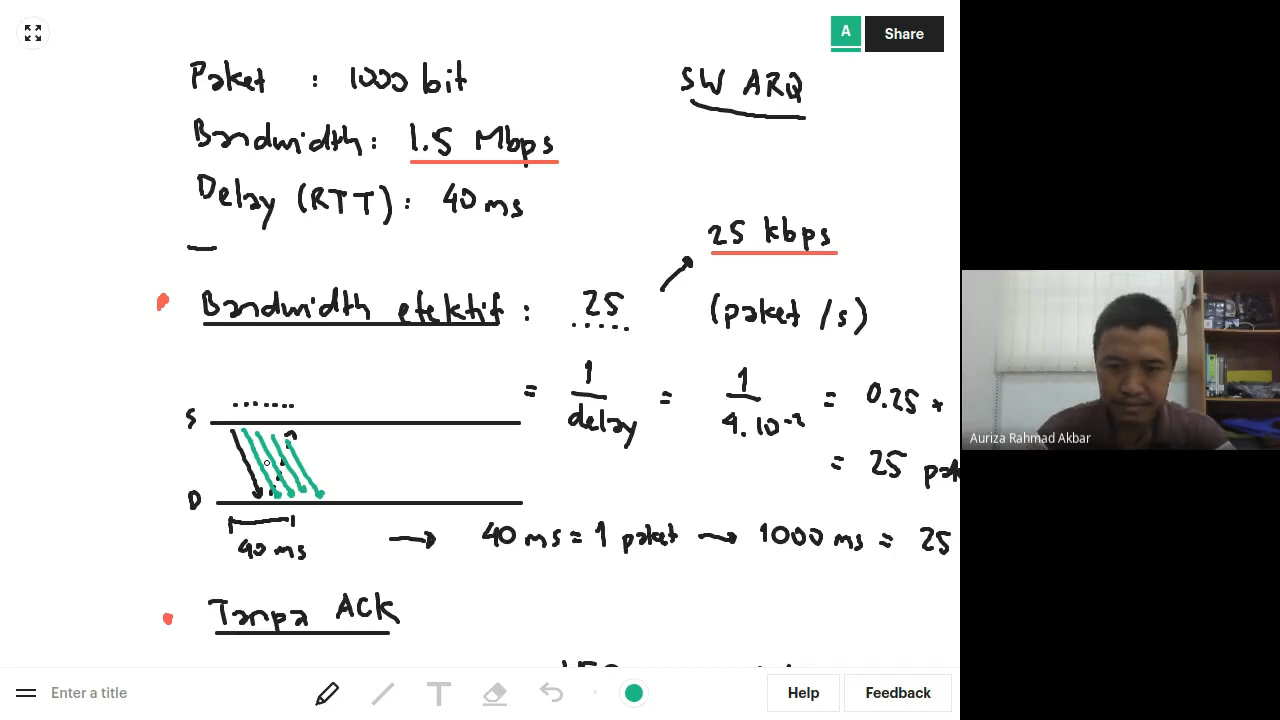 A Share
Paket : 1000 bit
SW ARQ
Bandwidth : 1.5 Mbps
Delay (RTT) : 40 ms
25 kbps
Bandwidth efektif : 25
(paket /s)
= 1/delay = 1/4.10⁻² = 0.25 *
S
= 25
D
40 ms
→ 40 ms = 1 paket → 1000 ms = 25
Tanpa ACK
Auriza Rahmad Akbar
Enter a title
Help Feedback